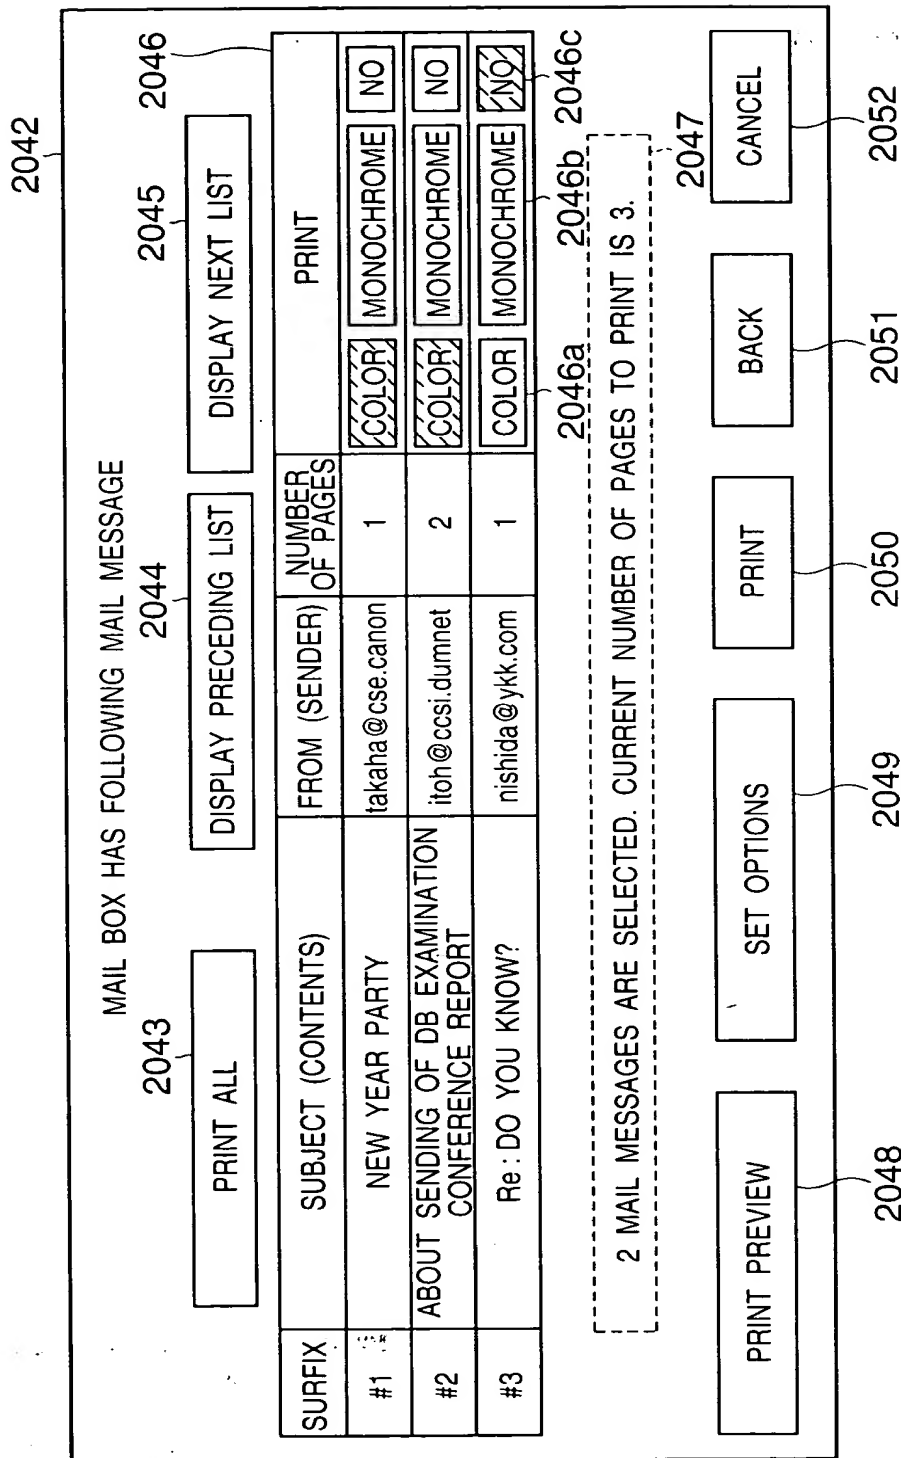 2042
MAIL BOX HAS FOLLOWING MAIL MESSAGE
2043
2044
2045
2046
PRINT ALL
DISPLAY PRECEDING LIST
DISPLAY NEXT LIST
SURFIX
SUBJECT (CONTENTS)
FROM (SENDER)
NUMBER
OF PAGES
PRINT
#1
NEW YEAR PARTY
takaha@cse.canon
1
COLOR
MONOCHROME
NO
#2
ABOUT SENDING OF DB EXAMINATION
CONFERENCE REPORT
itoh@ccsi.dumnet
2
COLOR
MONOCHROME
NO
#3
Re : DO YOU KNOW?
nishida@ykk.com
1
COLOR
MONOCHROME
NO
2046a
2046b
2046c
2 MAIL MESSAGES ARE SELECTED. CURRENT NUMBER OF PAGES TO PRINT IS 3.
2047
PRINT PREVIEW
SET OPTIONS
PRINT
BACK
CANCEL
2048
2049
2050
2051
2052